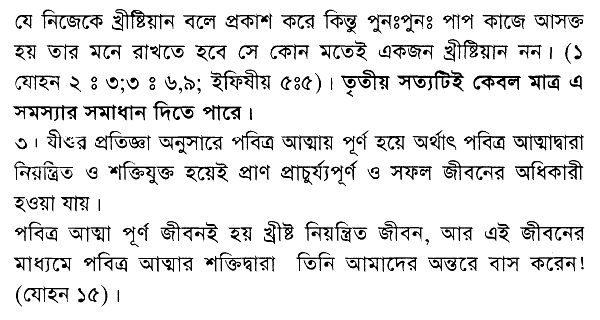 যে নিজেকে খ্রীষ্টিয়ান বলে প্রকাশ করে কিন্তু পুনঃপুনঃ পাপ কাজে আসক্ত
হয় তার মনে রাখতে হবে সে কোন মতেই একজন খ্রীষ্টিয়ান নন। (১
যোহন ২ ঃ ৩;৩ ঃ ৬,৯; ইফিষীয় ৫ঃ৫)। তৃতীয় সত্যটিই কেবল মাত্র এ
সমস্যার সমাধান দিতে পারে।
৩। যীশুর প্রতিজ্ঞা অনুসারে পবিত্র আত্মায় পূর্ণ হয়ে অর্থাৎ পবিত্র আত্মাদ্বারা
নিয়ন্ত্রিত ও শক্তিযুক্ত হয়েই প্রাণ প্রাচুর্য্যপূর্ণ ও সফল জীবনের অধিকারী
হওয়া যায়।
পবিত্র আত্মা পূর্ণ জীবনই হয় খ্রীষ্ট নিয়ন্ত্রিত জীবন, আর এই জীবনের
মাধ্যমে পবিত্র আত্মার শক্তিদ্বারা তিনি আমাদের অন্তরে বাস করেন!
(যোহন ১৫)।